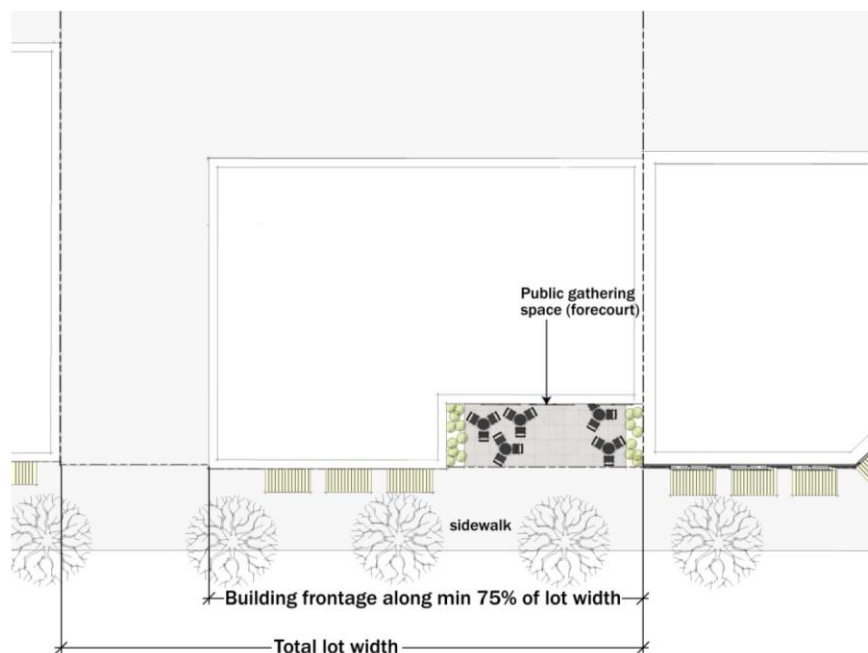 Public gathering
space (forecourt)
sidewalk
Building frontage along min 75% of lot width
Total lot width